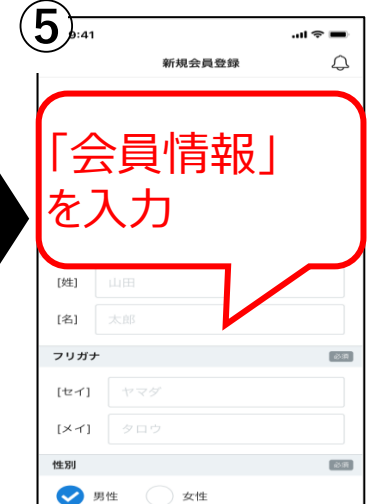 ⑤
9:41
新規会員登録
「会員情報」
を入力
[姓] 山田
[名] 太郎
フリガナ 必須
[セイ] ヤマダ
[メイ] タロウ
性別 必須
男性 女性